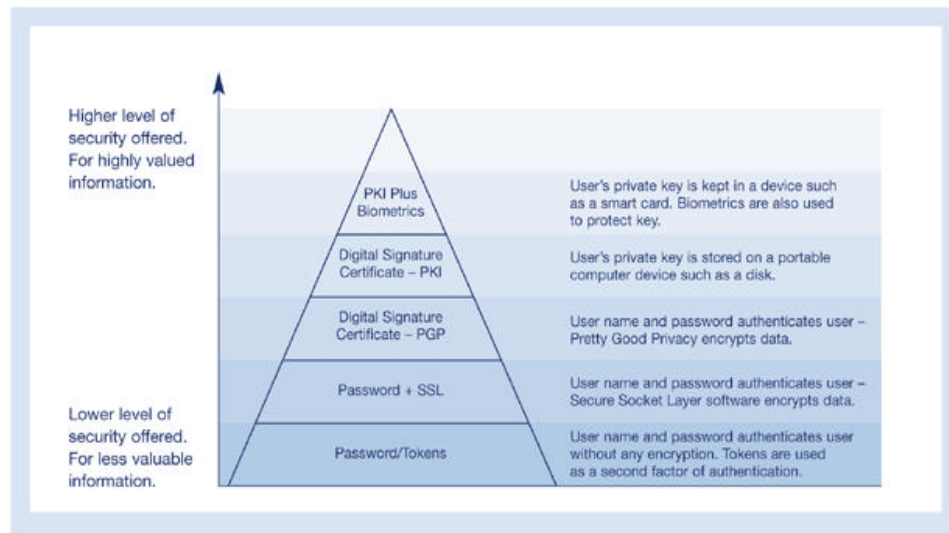 Higher level of
security offered.
For highly valued
information.
PKI Plus
Biometrics
User's private key is kept in a device such
as a smart card. Biometrics are also used
to protect key.
Digital Signature
Certificate – PKI
User's private key is stored on a portable
computer device such as a disk.
Digital Signature
Certificate – PGP
User name and password authenticates user –
Pretty Good Privacy encrypts data.
Password + SSL
User name and password authenticates user –
Secure Socket Layer software encrypts data.
Lower level of
security offered.
For less valuable
information.
Password/Tokens
User name and password authenticates user
without any encryption. Tokens are used
as a second factor of authentication.